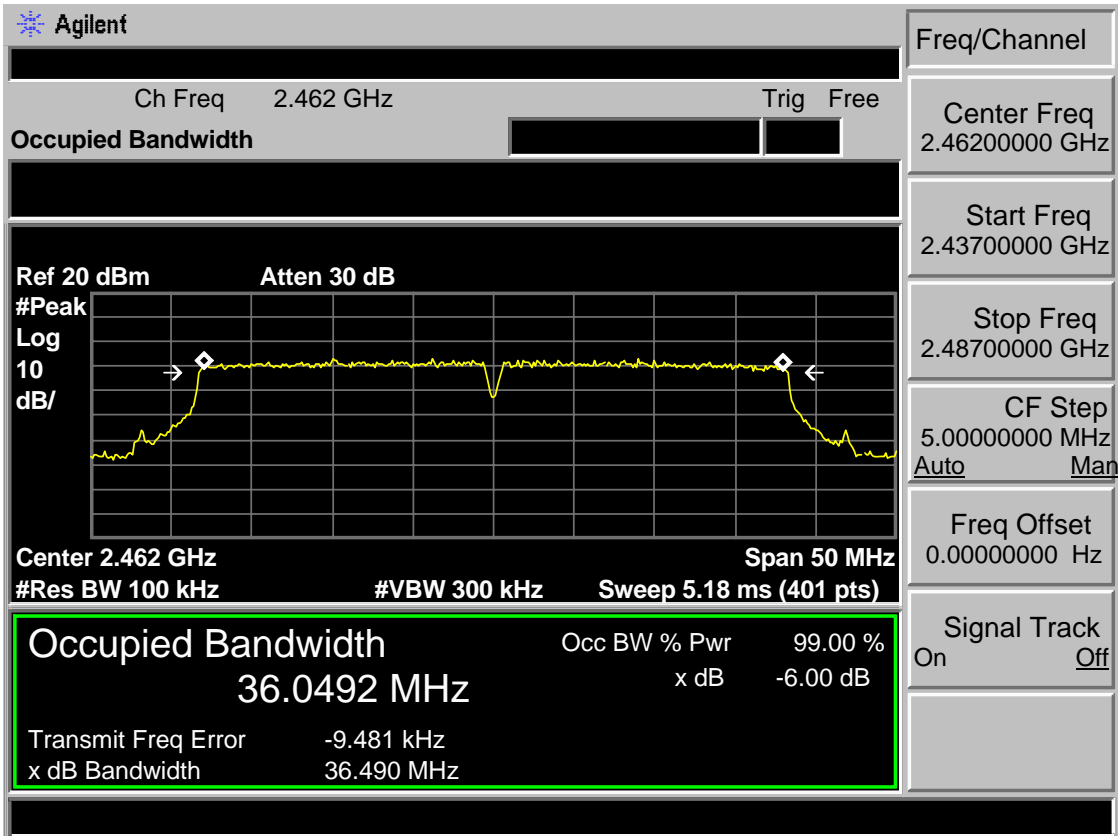 Agilent
Freq/Channel
Ch Freq 2.462 GHz Trig Free
Occupied Bandwidth
Center Freq
2.46200000 GHz
Start Freq
2.43700000 GHz
Stop Freq
2.48700000 GHz
CF Step
5.00000000 MHz
Auto Man
Freq Offset
0.00000000 Hz
Signal Track
On Off
Ref 20 dBm Atten 30 dB
#Peak
Log
10
dB/
Center 2.462 GHz Span 50 MHz
#Res BW 100 kHz #VBW 300 kHz Sweep 5.18 ms (401 pts)
Occupied Bandwidth Occ BW % Pwr 99.00 %
36.0492 MHz x dB -6.00 dB
Transmit Freq Error -9.481 kHz
x dB Bandwidth 36.490 MHz